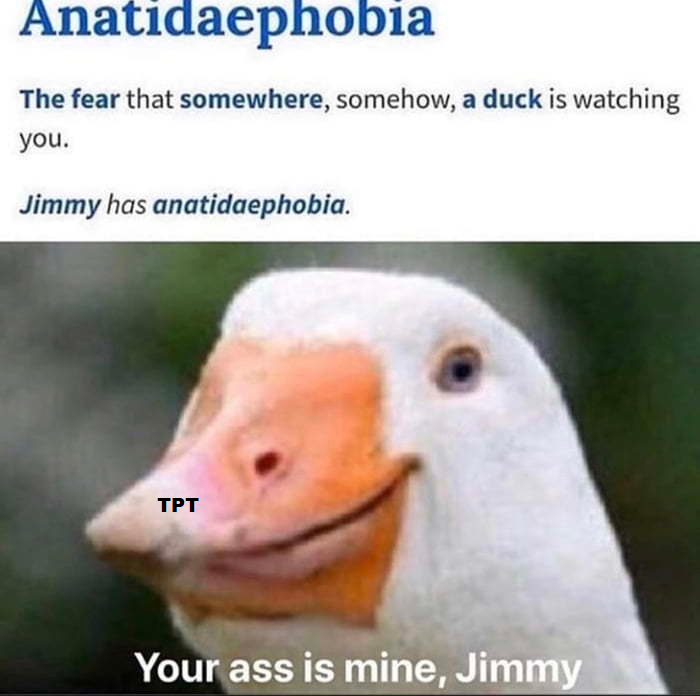 Anatidaephobia
The fear that somewhere, somehow, a duck is watching
you.
Jimmy has anatidaephobia.
TPT
Your ass is mine, Jimmy